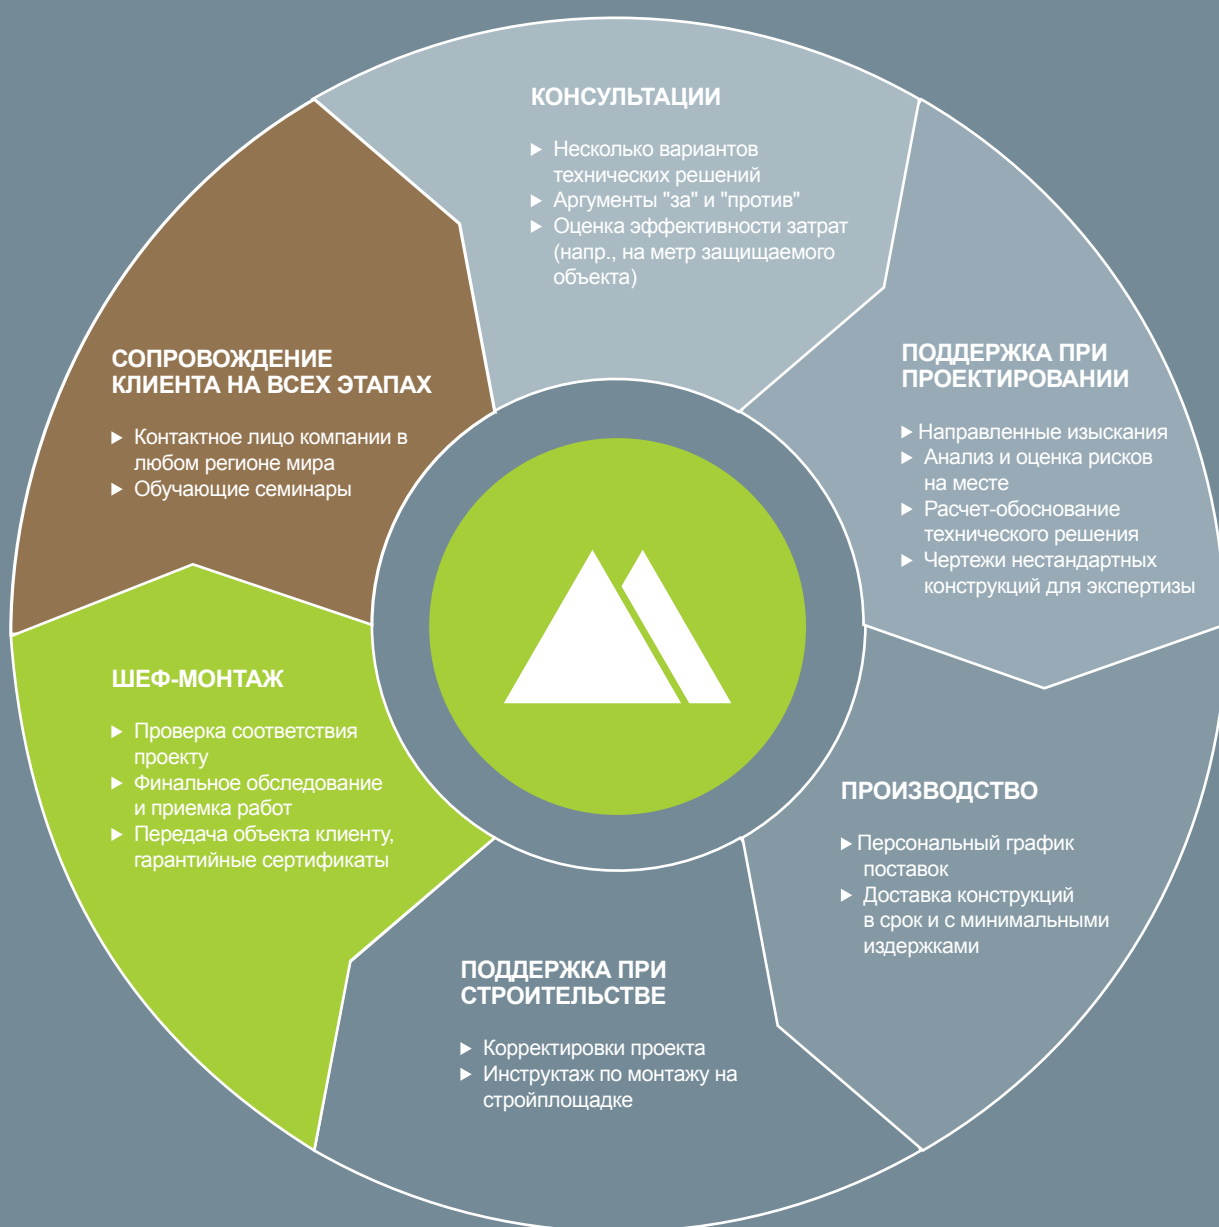 КОНСУЛЬТАЦИИ
Несколько вариантов
технических решений
Аргументы "за" и "против"
Оценка эффективности затрат
(напр., на метр защищаемого
объекта)
ПОДДЕРЖКА ПРИ
ПРОЕКТИРОВАНИИ
Направленные изыскания
Анализ и оценка рисков
на месте
Расчет-обоснование
технического решения
Чертежи нестандартных
конструкций для экспертизы
ПРОИЗВОДСТВО
Персональный график
поставок
Доставка конструкций
в срок и с минимальными
издержками
ПОДДЕРЖКА ПРИ
СТРОИТЕЛЬСТВЕ
Корректировки проекта
Инструктаж по монтажу на
стройплощадке
ШЕФ-МОНТАЖ
Проверка соответствия
проекту
Финальное обследование
и приемка работ
Передача объекта клиенту,
гарантийные сертификаты
СОПРОВОЖДЕНИЕ
КЛИЕНТА НА ВСЕХ ЭТАПАХ
Контактное лицо компании в
любом регионе мира
Обучающие семинары